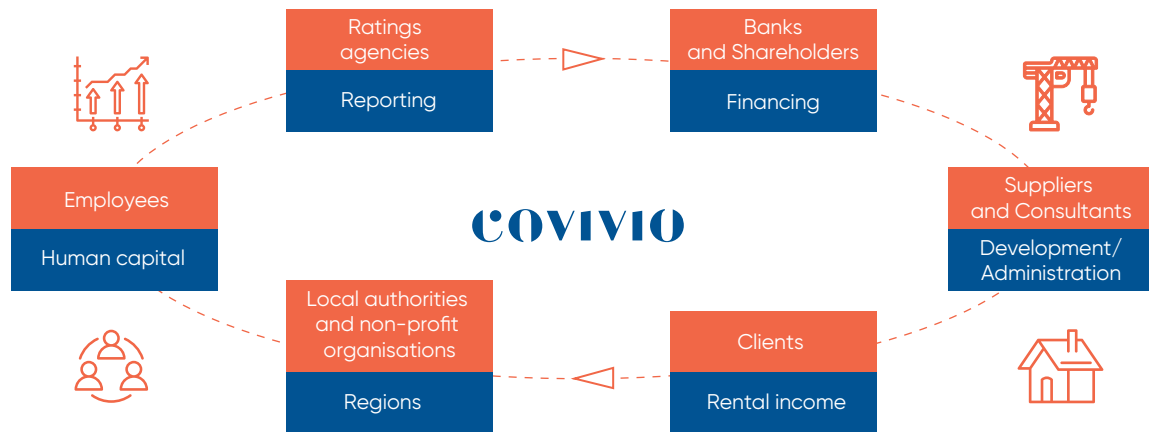 Ratings
agencies
Reporting
Banks
and Shareholders
Financing
Employees
Human capital
COVIVIO
Suppliers
and Consultants
Development/
Administration
Local authorities
and non-profit
organisations
Regions
Clients
Rental income